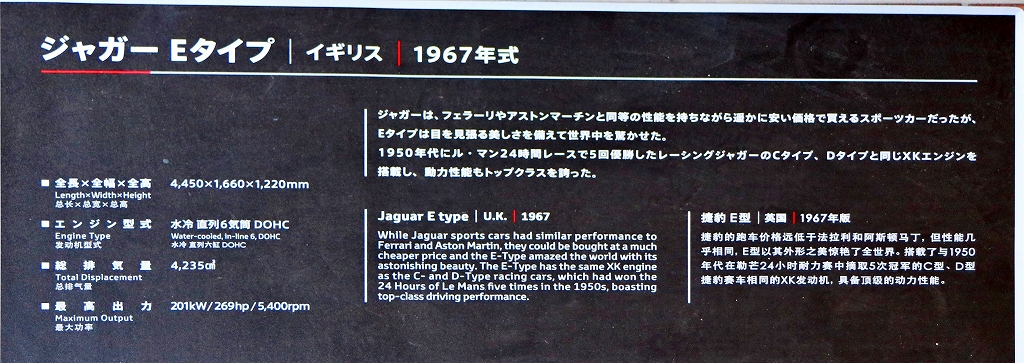 ジャガー Eタイプ | イギリス | 1967年式
ジャガーは、フェラーリやアストンマーチンと同等の性能を持ちながら遥かに安い価格で買えるスポーツカーだったが、
Eタイプは目を見張る美しさを備えて世界中を驚かせた。
1950年代にル・マン24時間レースで5回優勝したレーシングジャガーのCタイプ、Dタイプと同じXKエンジンを
搭載し、動力性能もトップクラスを誇った。
■ 全長×全幅×全高 4,450×1,660×1,220mm
Length×Width×Height
总长×总宽×总高
■ エンジン型式 水冷 直列6気筒 DOHC
Engine Type Water-cooled, in-line 6, DOHC
发动机型式 水冷 直列六缸 DOHC
■ 総排気量 4,235㎤
Total Displacement
总排气量
■ 最高出力 201kW/269hp/5,400rpm
Maximum Output
最大功率
Jaguar E type | U.K. | 1967
While Jaguar sports cars had similar performance to
Ferrari and Aston Martin, they could be bought at a much
cheaper price and the E-Type amazed the world with its
astonishing beauty. The E-Type has the same XK engine
as the C- and D-Type racing cars, which had won the
24 Hours of Le Mans five times in the 1950s, boasting
top-class driving performance.
捷豹 E型 | 英国 | 1967年版
捷豹的跑车价格远低于法拉利和阿斯顿马丁，但性能几
乎相同，E型以其外形之美惊艳了全世界。搭载了与1950
年代在勒芒24小时耐力赛中摘取5次冠军的C型、D型
捷豹赛车相同的XK发动机，具备顶级的动力性能。